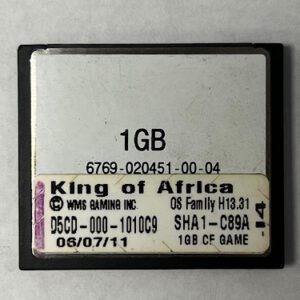 1GB
6769-020451-00-04
King of Africa
© WMS GAMING INC. OS Family H13.31
D5CD-000-1010C9 SHA1-C89A
06/07/11 1GB CF GAME
14